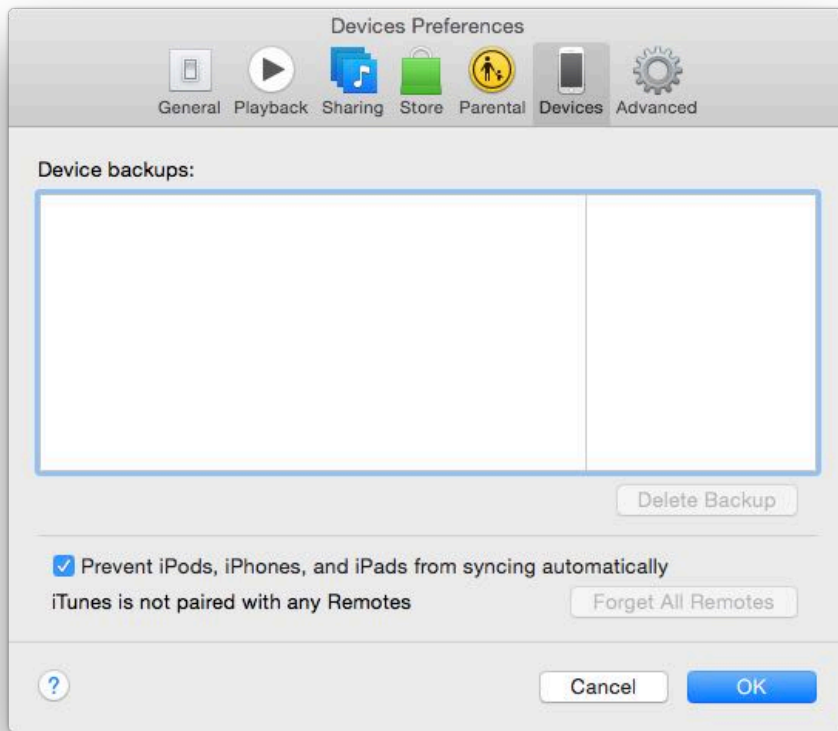 Devices Preferences
General Playback Sharing Store Parental Devices Advanced
Device backups:
Delete Backup
Prevent iPods, iPhones, and iPads from syncing automatically
iTunes is not paired with any Remotes Forget All Remotes
? Cancel OK